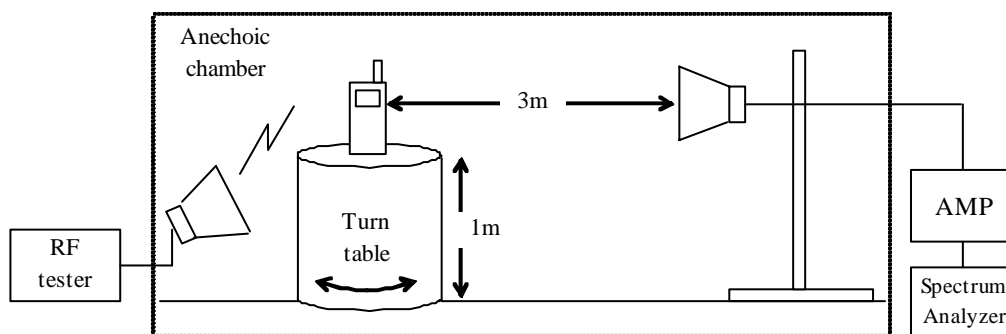 Anechoic
chamber
3m
1m
Turn
table
RF
tester
AMP
Spectrum
Analyzer